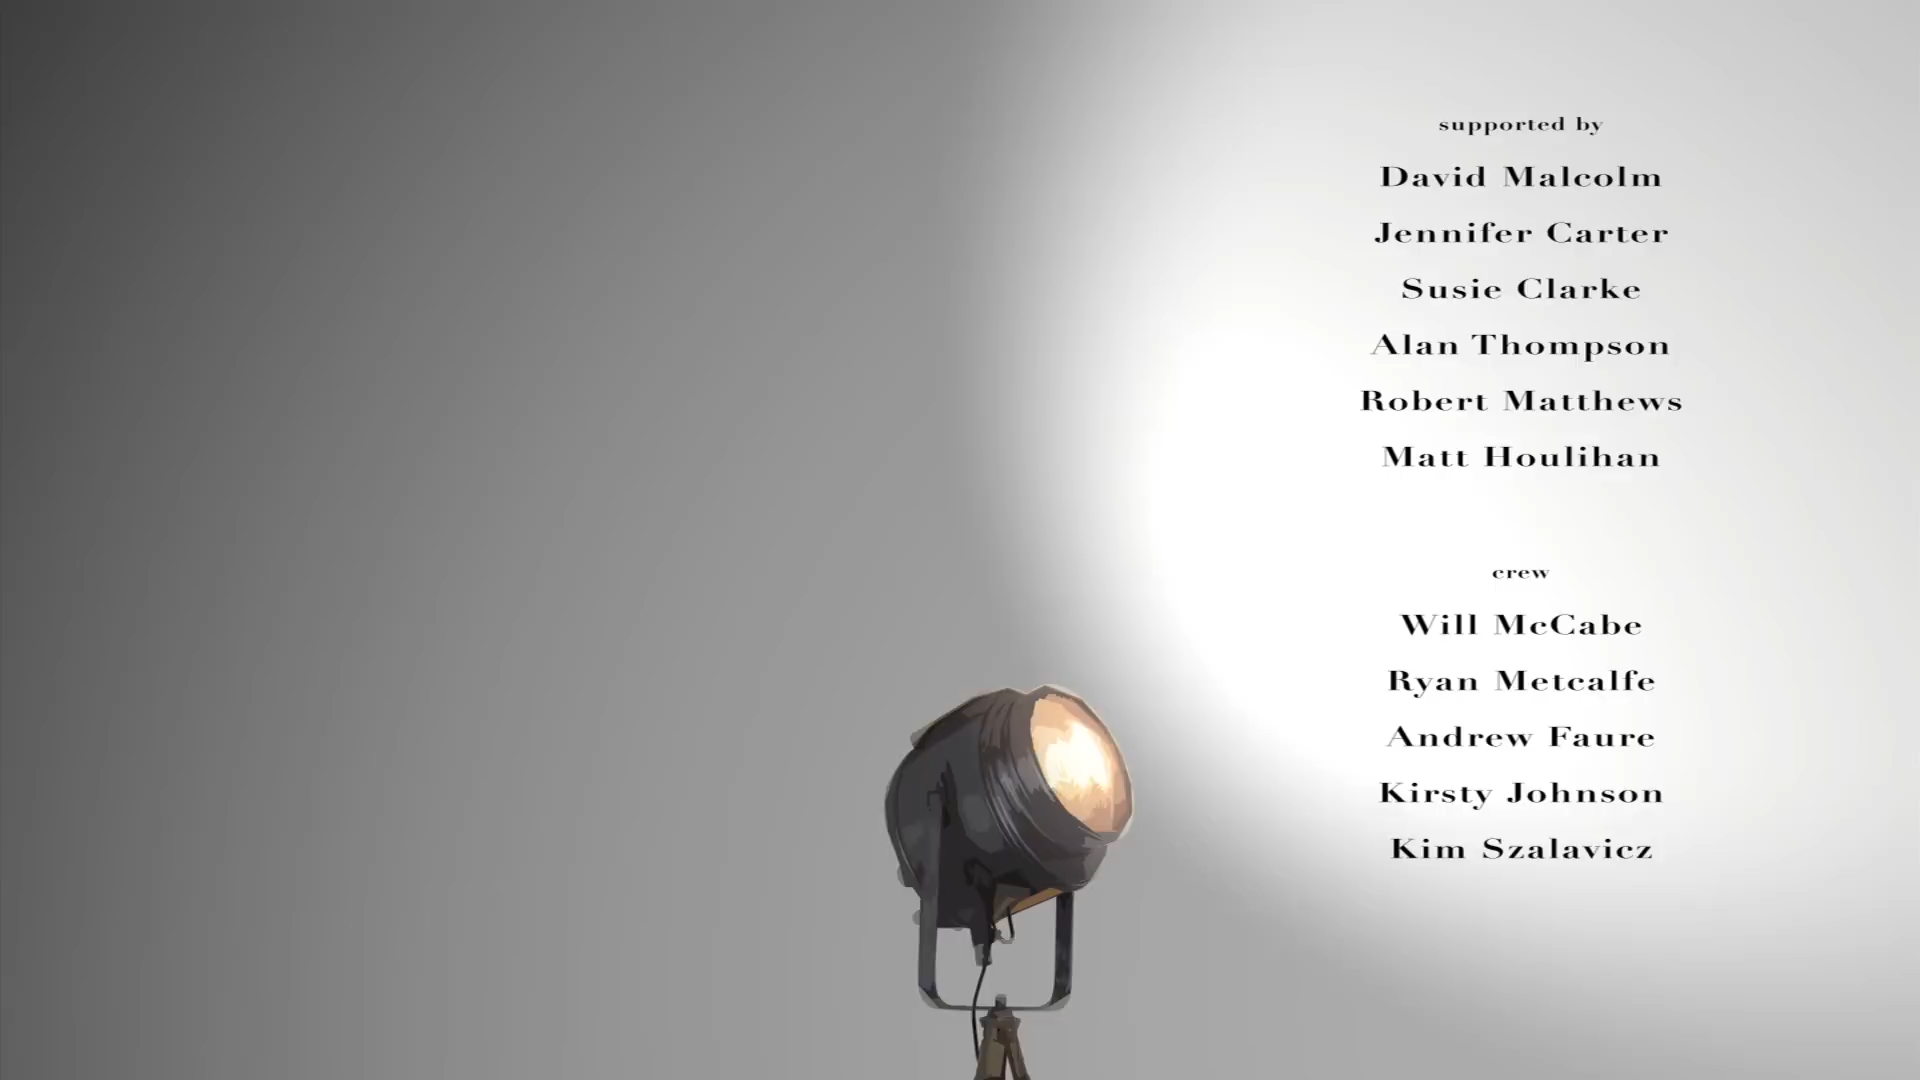 supported by
David Malcolm
Jennifer Carter
Susie Clarke
Alan Thompson
Robert Matthews
Matt Houlihan
crew
Will McCabe
Ryan Metcalfe
Andrew Faure
Kirsty Johnson
Kim Szalavicz